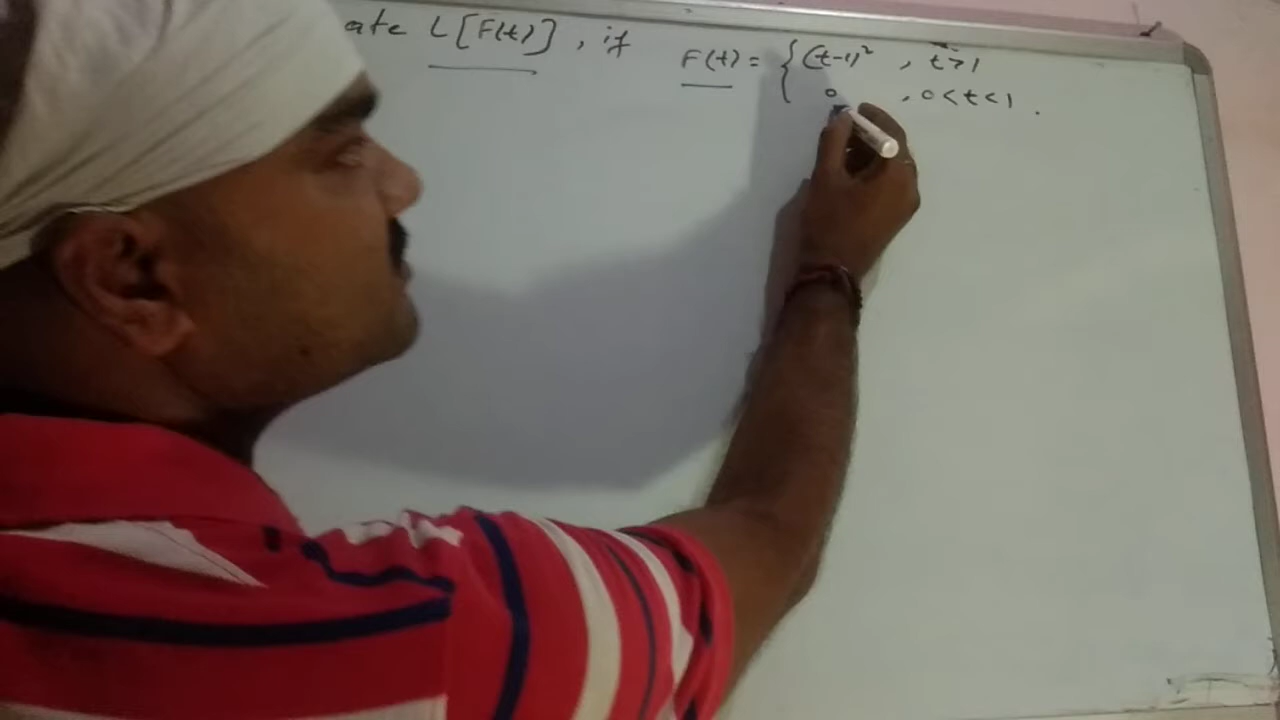 ate L[F(t)], if F(t) = { (t-1)², t>1
0, 0<t<1.